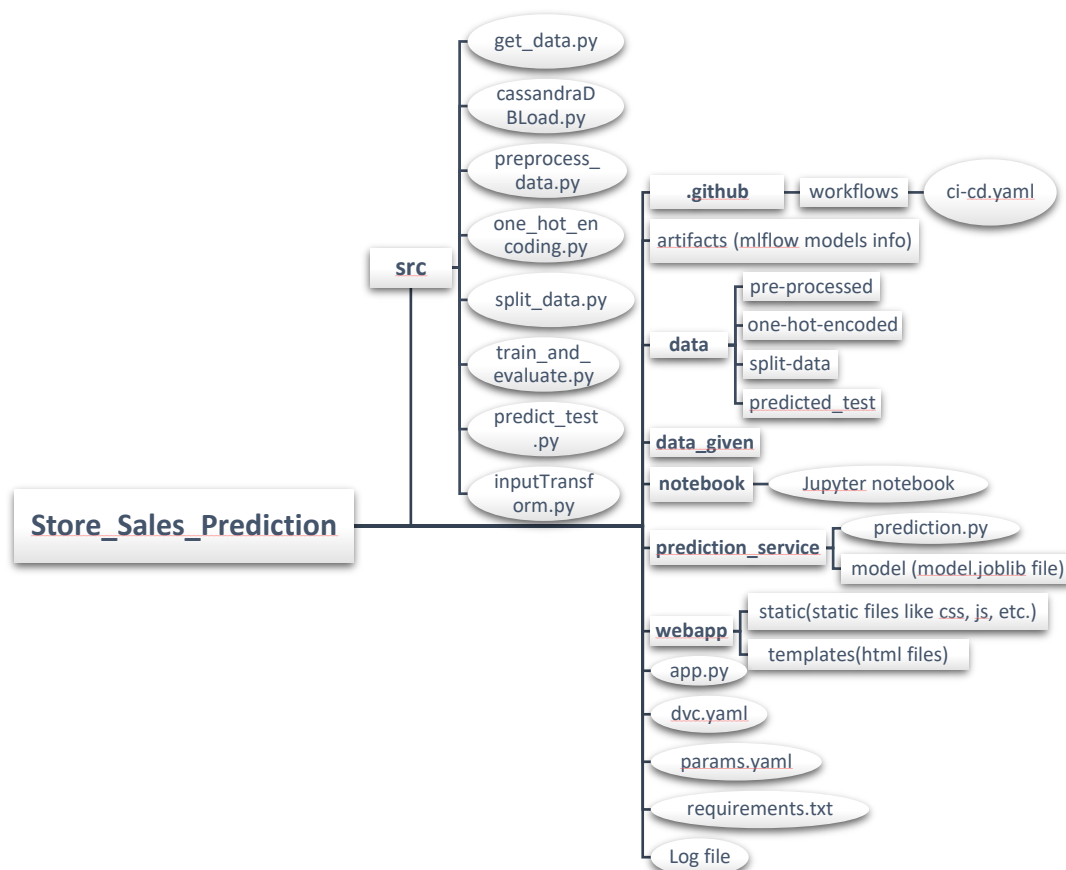 get_data.py
cassandraD
BLoad.py
preprocess_
data.py
one_hot_en
coding.py
src
split_data.py
train_and_
evaluate.py
predict_test
.py
inputTransf
orm.py
Store_Sales_Prediction
.github
workflows
ci-cd.yaml
artifacts (mlflow models info)
data
pre-processed
one-hot-encoded
split-data
predicted_test
data_given
notebook
Jupyter notebook
prediction_service
prediction.py
model (model.joblib file)
webapp
static(static files like css, js, etc.)
templates(html files)
app.py
dvc.yaml
params.yaml
requirements.txt
Log file